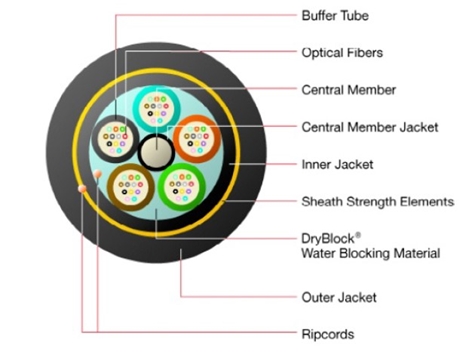 Buffer Tube
Optical Fibers
Central Member
Central Member Jacket
Inner Jacket
Sheath Strength Elements
DryBlock®
Water Blocking Material
Outer Jacket
Ripcords